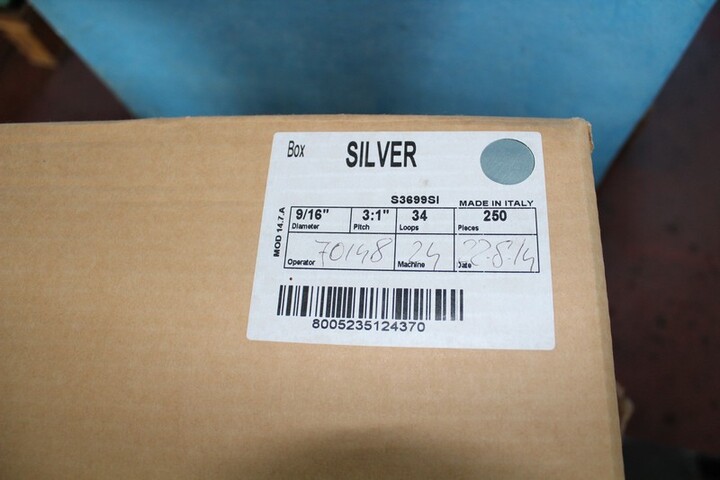 Box SILVER
S3699SI MADE IN ITALY
MOD 14.7.A
9/16" 3:1" 34 250
Diameter Pitch Loops Pieces
70148 24 22.8.14
Operator Machine Date
8005235124370